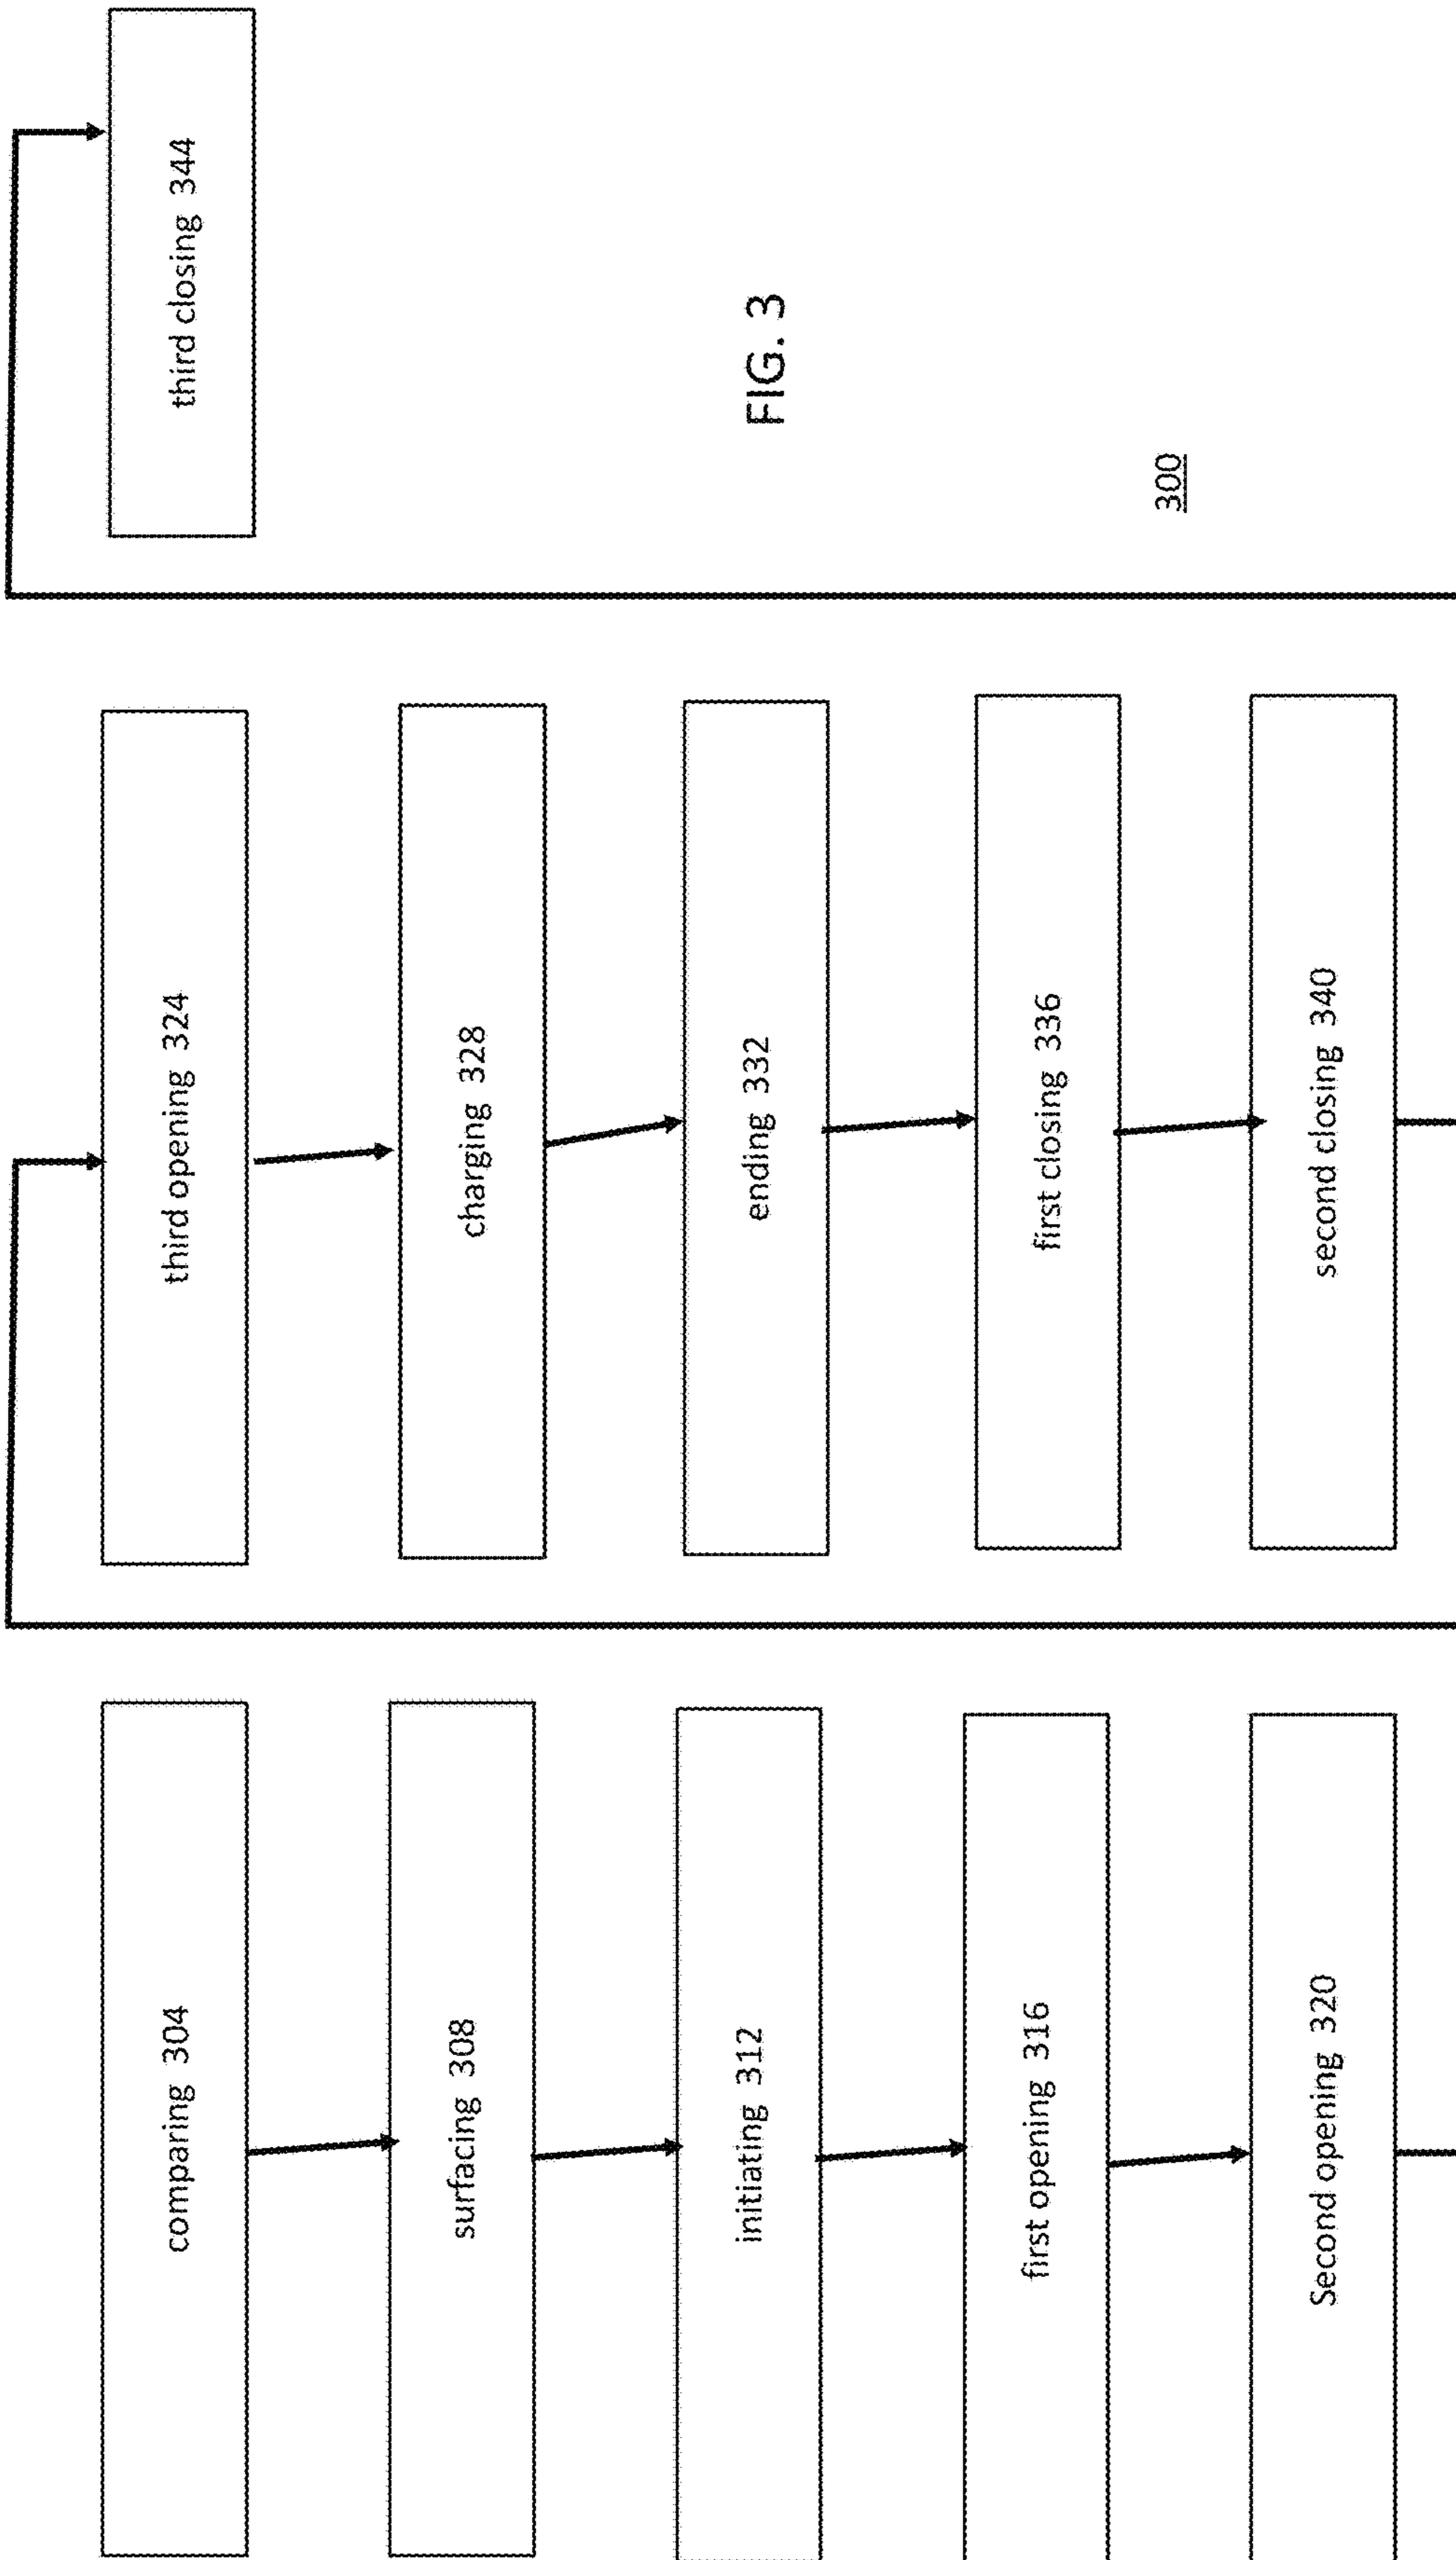 comparing 304
surfacing 308
initiating 312
first opening 316
Second opening 320
third opening 324
charging 328
ending 332
first closing 336
second closing 340
third closing 344
FIG. 3
300